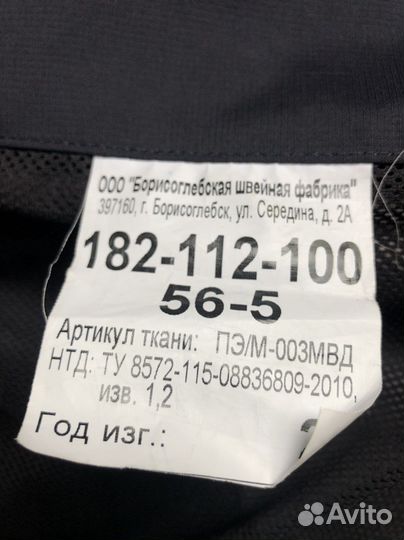 ООО "Борисоглебская швейная фабрика"
397160, г. Борисоглебск, ул. Середина, д. 2А
182-112-100
56-5
Артикул ткани: ПЭ/М-003МВД
НТД: ТУ 8572-115-08836809-2010,
изв. 1,2
Год изг.:
Avito